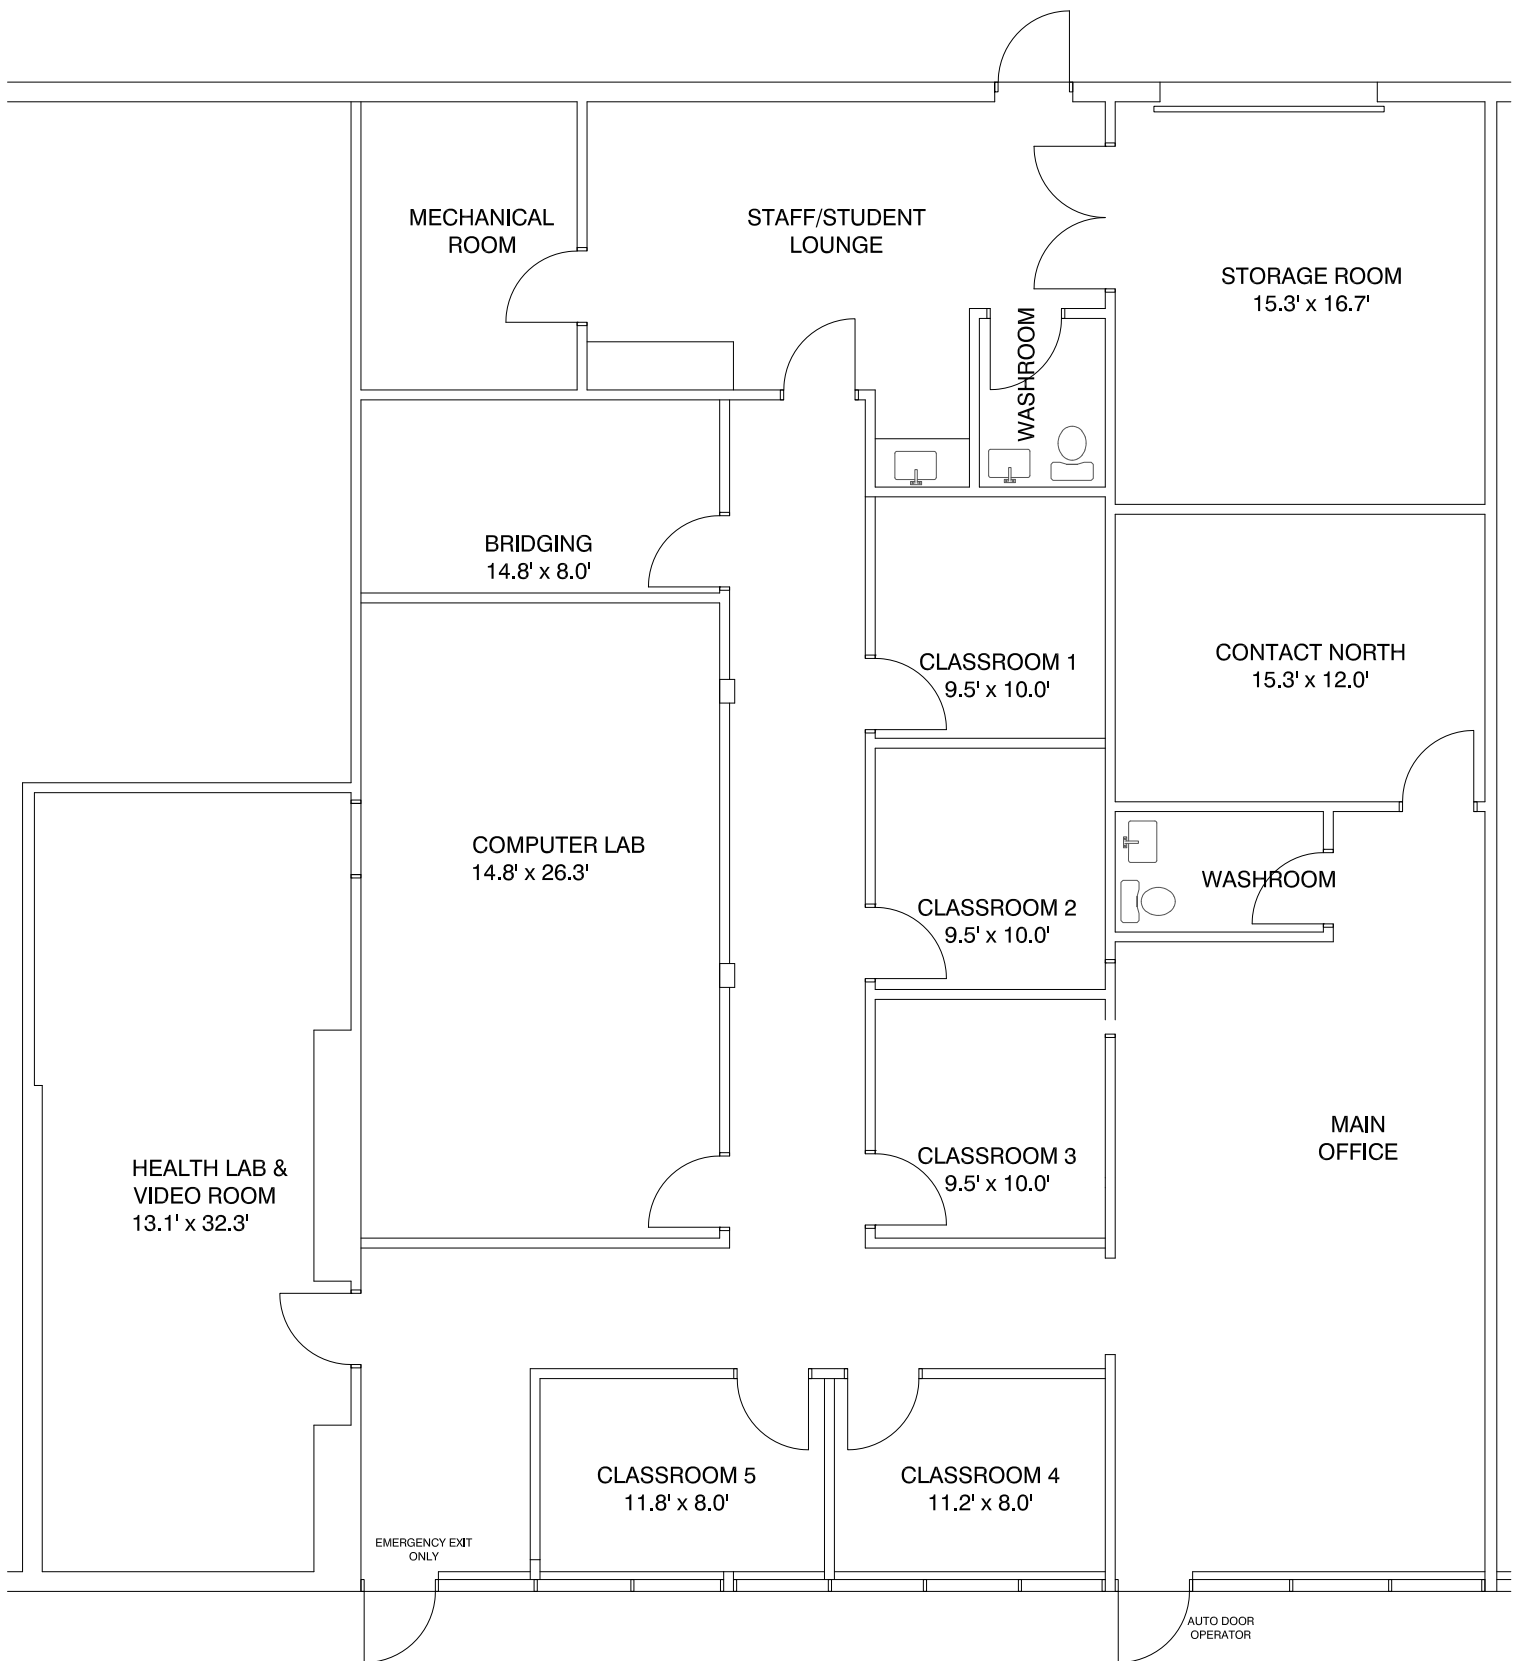 MECHANICAL
ROOM
STAFF/STUDENT
LOUNGE
STORAGE ROOM
15.3' x 16.7'
WASHROOM
BRIDGING
14.8' x 8.0'
CLASSROOM 1
9.5' x 10.0'
CONTACT NORTH
15.3' x 12.0'
COMPUTER LAB
14.8' x 26.3'
WASHROOM
CLASSROOM 2
9.5' x 10.0'
MAIN
OFFICE
HEALTH LAB &
VIDEO ROOM
13.1' x 32.3'
CLASSROOM 3
9.5' x 10.0'
CLASSROOM 5
11.8' x 8.0'
CLASSROOM 4
11.2' x 8.0'
EMERGENCY EXIT
ONLY
AUTO DOOR
OPERATOR